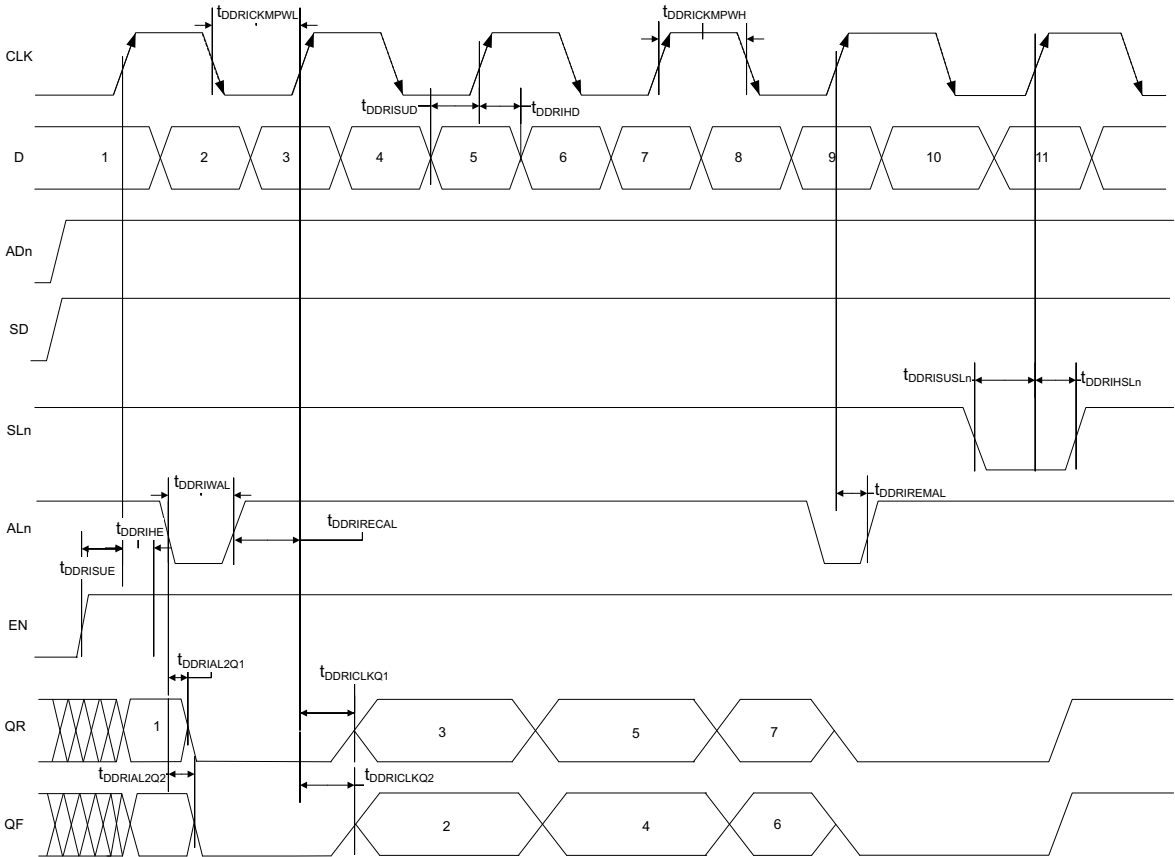 tDDRICKMPWL
tDDRICKMPWH
CLK
tDDRISUD
tDDRIHD
D
1 2 3 4 5 6 7 8 9 10 11
ADn
SD
tDDRISUSLn
tDDRIHSLn
SLn
tDDRIWAL
tDDRIREMAL
tDDRIRECAL
ALn
tDDRIHE
tDDRISUE
EN
tDDRIAL2Q1
tDDRICLKQ1
QR
1 3 5 7
tDDRIAL2Q2
tDDRICLKQ2
QF
2 4 6